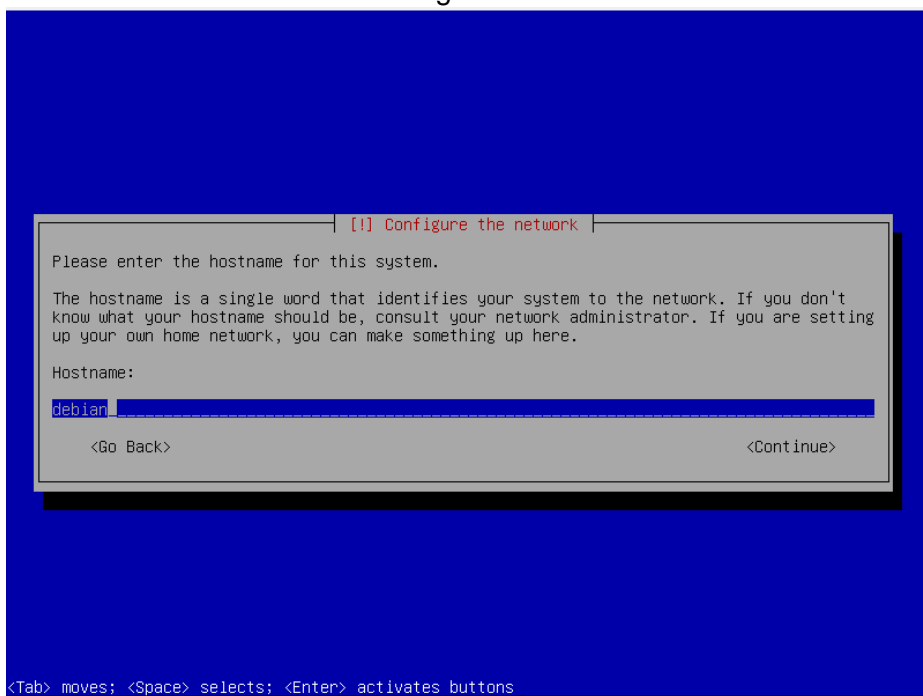 [!] Configure the network
Please enter the hostname for this system.
The hostname is a single word that identifies your system to the network. If you don't
know what your hostname should be, consult your network administrator. If you are setting
up your own home network, you can make something up here.
Hostname:
debian
<Go Back> <Continue>
<Tab> moves; <Space> selects; <Enter> activates buttons